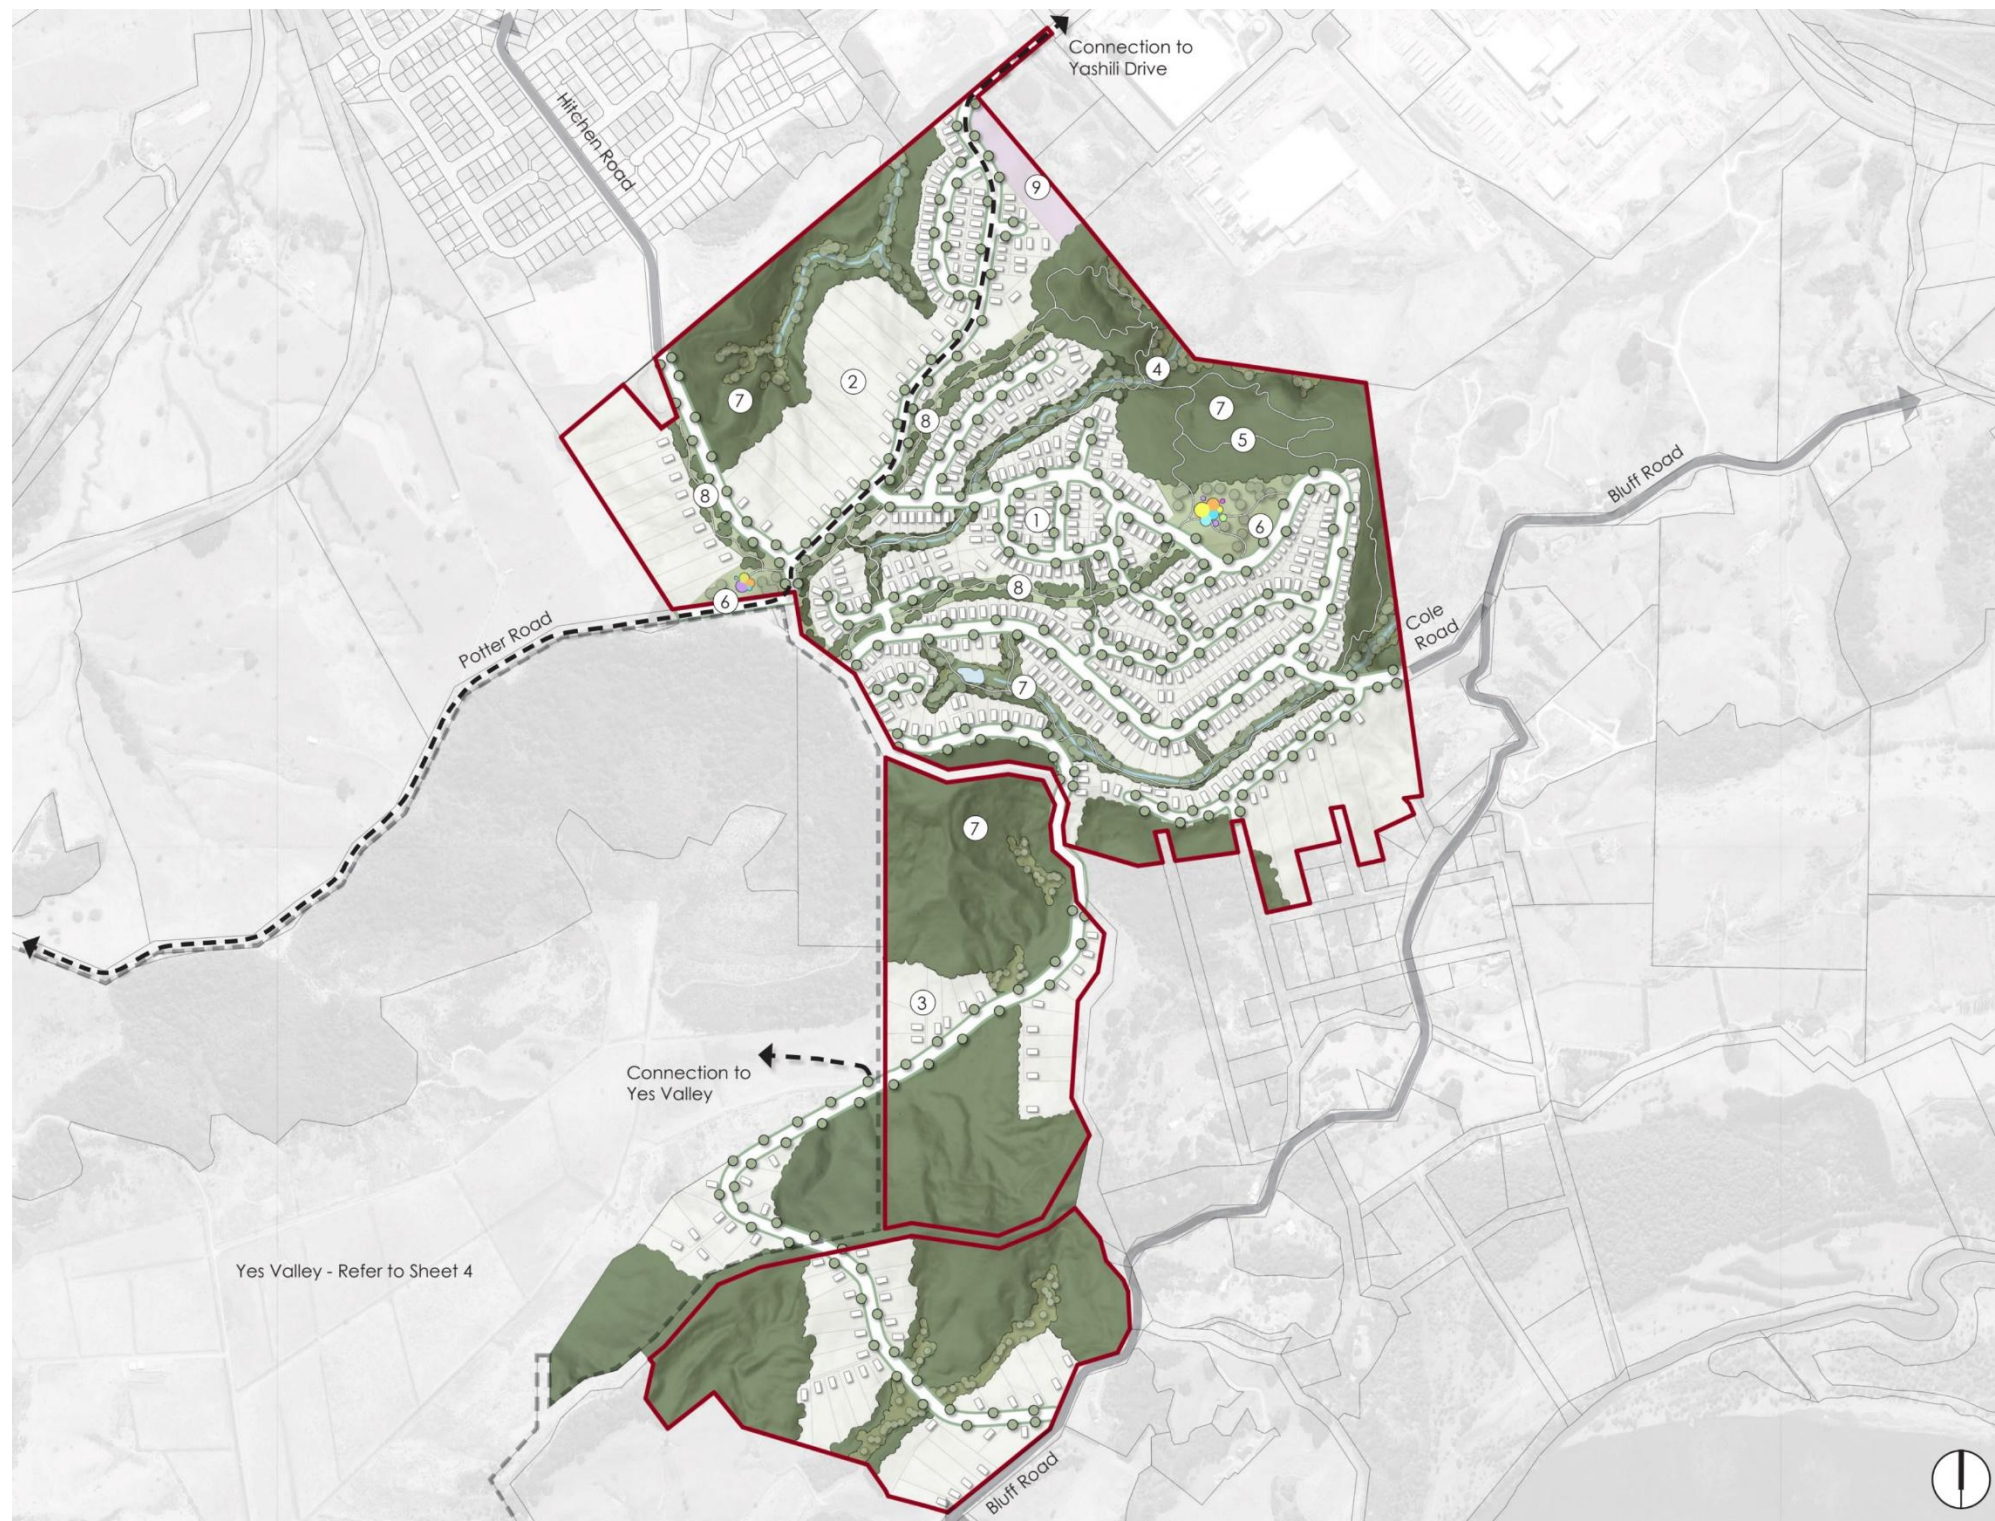 Connection to
Yashili Drive
Hitchen Road
9
4
2
7
7
8
5
Bluff Road
8
1
6
8
6
Cole
Road
Potter Road
7
7
3
Connection to
Yes Valley
Yes Valley - Refer to Sheet 4
Bluff Road